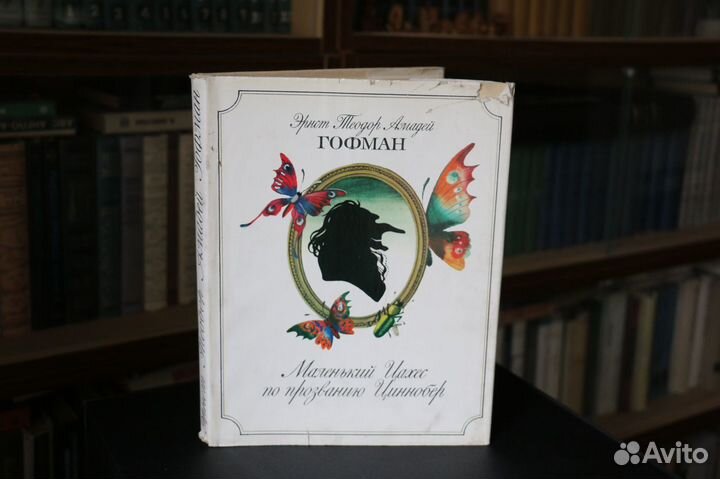 Эрнст Теодор Амадей
ГОФМАН
Маленький Цахес
по прозванию Циннобер
Avito